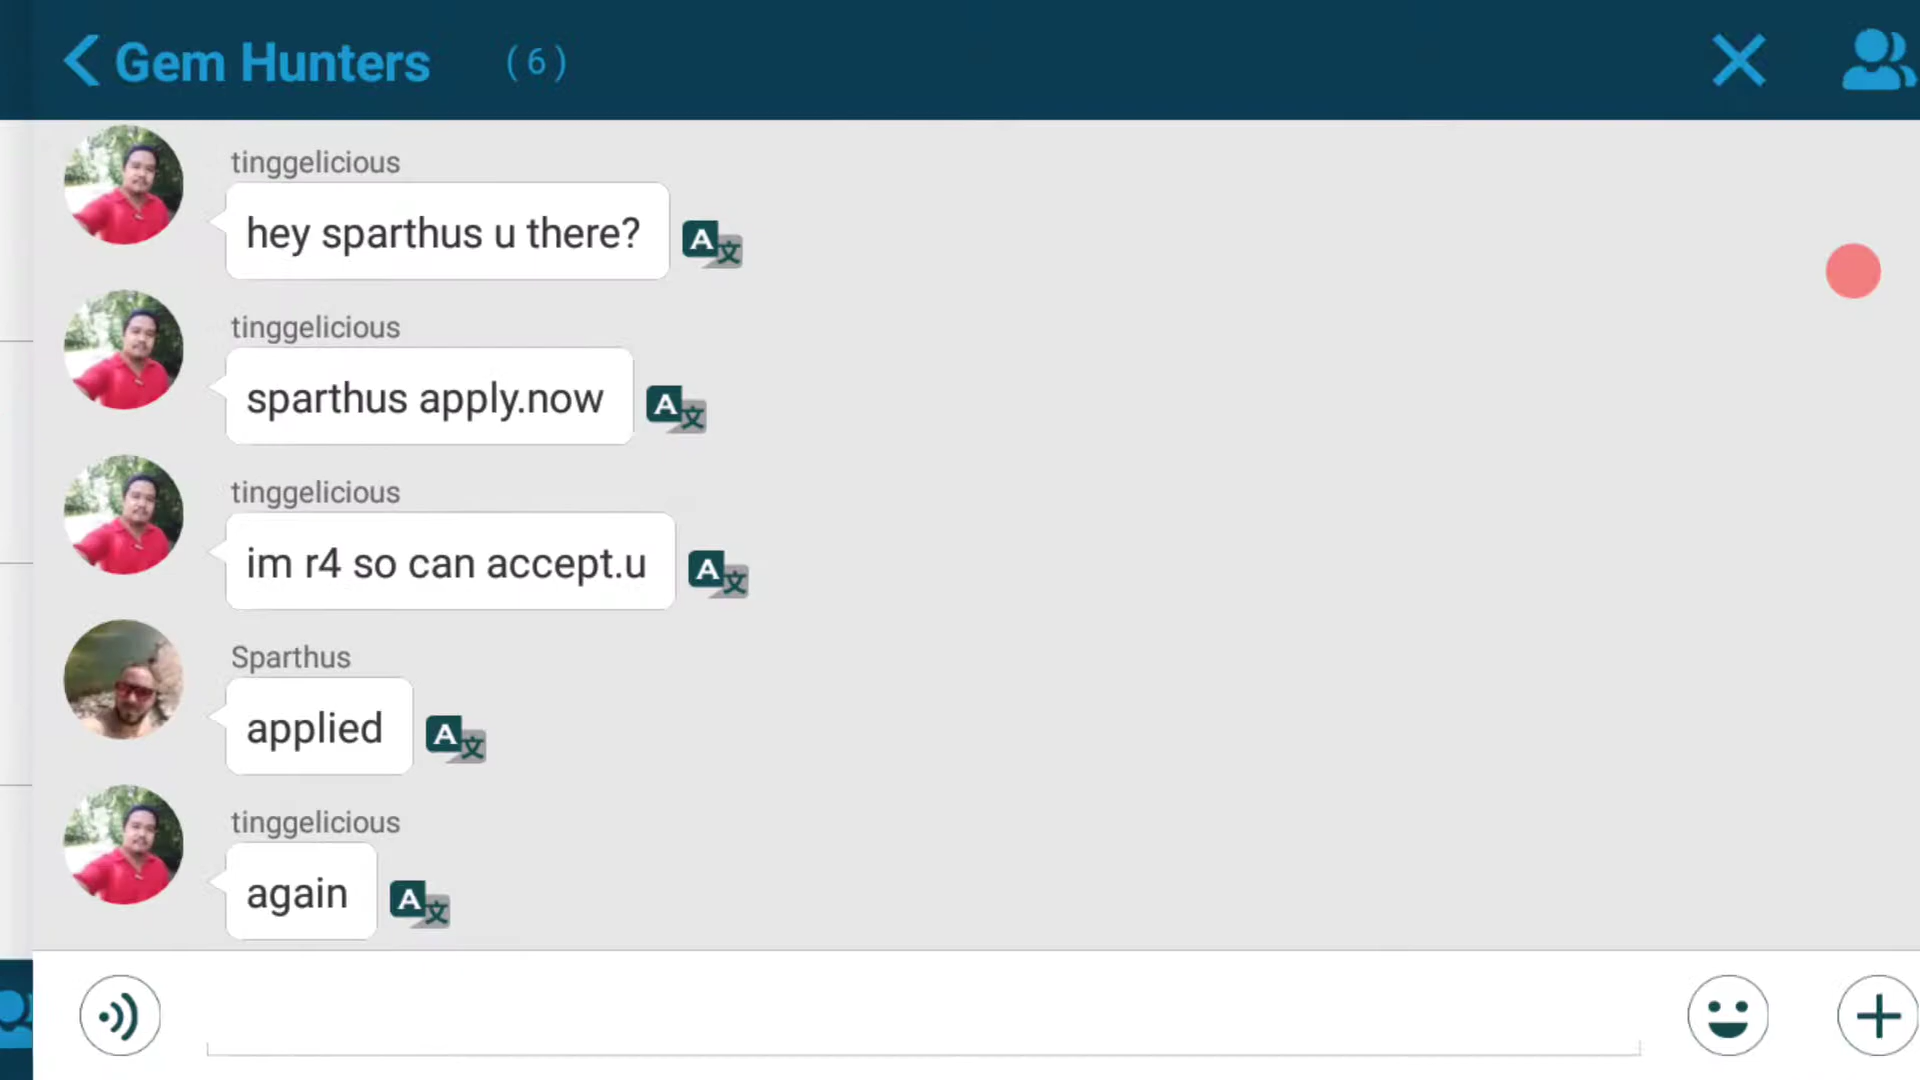 Gem Hunters (6)
tinggelicious
hey sparthus u there?
tinggelicious
sparthus apply.now
tinggelicious
im r4 so can accept.u
Sparthus
applied
tinggelicious
again